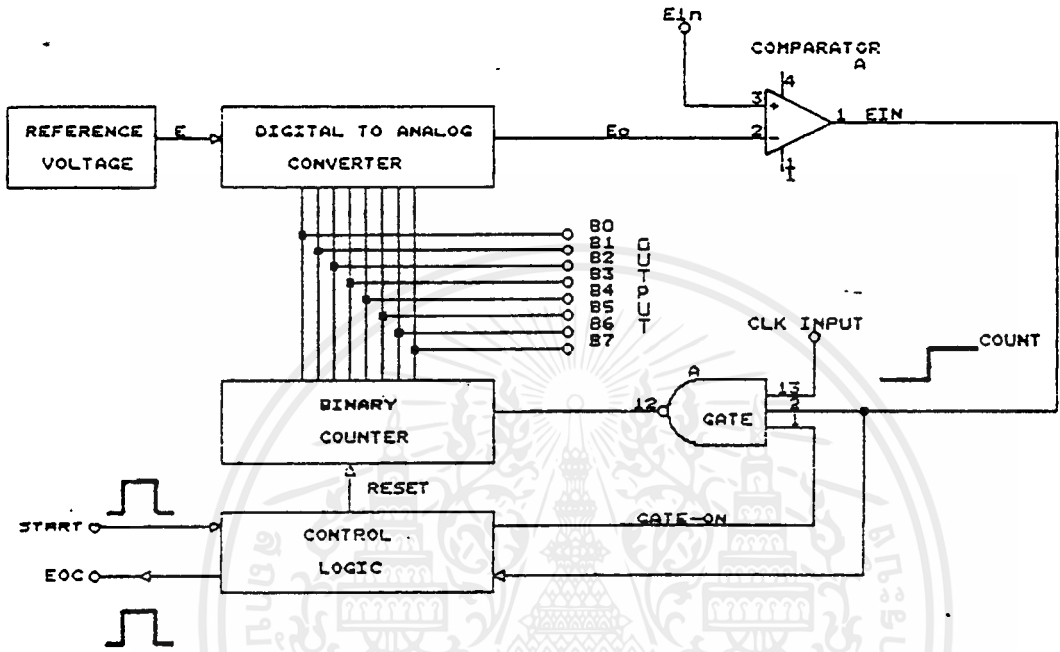 Ein
COMPARATOR
A
4
3
+
2
-
1
EIN
REFERENCE
VOLTAGE
E
DIGITAL TO ANALOG
CONVERTER
Eo
B0
B1
B2
B3
B4
B5
B6
B7
OUTPUT
CLK INPUT
COUNT
A
13
2
1
12
GATE
BINARY
COUNTER
RESET
START
EOC
CONTROL
LOGIC
GATE-ON